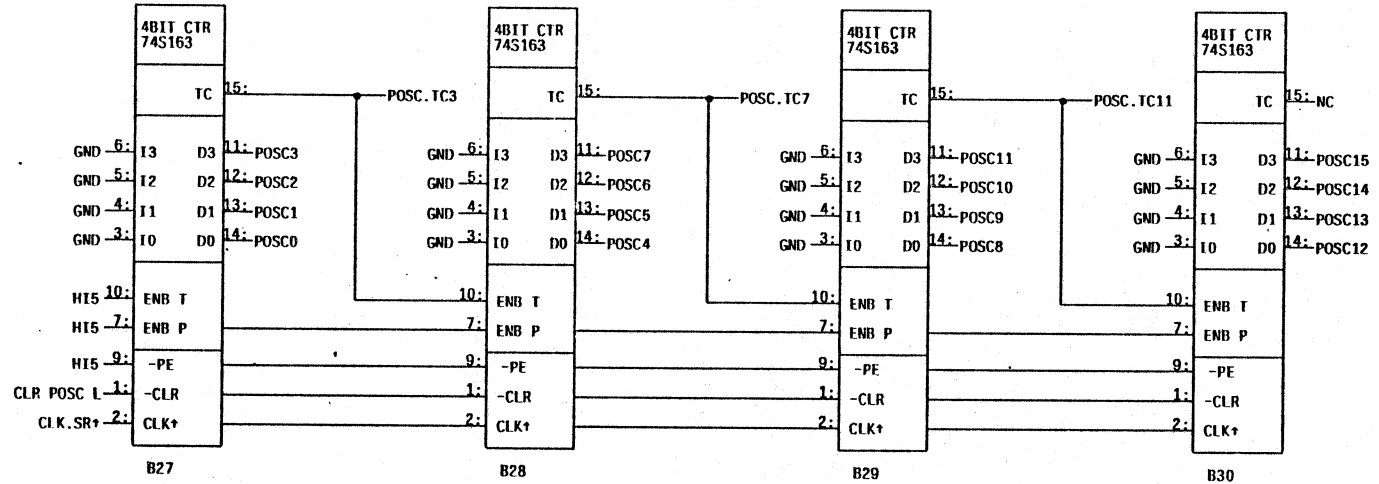 4BIT CTR
74S163
TC 15: POSC.TC3
GND 6: I3 D3 11: POSC3
GND 5: I2 D2 12: POSC2
GND 4: I1 D1 13: POSC1
GND 3: I0 D0 14: POSC0
HI5 10: ENB T
HI5 7: ENB P
HI5 9: -PE
CLR POSC L 1: -CLR
CLK.SR↑ 2: CLK↑
B27
4BIT CTR
74S163
TC 15: POSC.TC7
GND 6: I3 D3 11: POSC7
GND 5: I2 D2 12: POSC6
GND 4: I1 D1 13: POSC5
GND 3: I0 D0 14: POSC4
10: ENB T
7: ENB P
9: -PE
1: -CLR
2: CLK↑
B28
4BIT CTR
74S163
TC 15: POSC.TC11
GND 6: I3 D3 11: POSC11
GND 5: I2 D2 12: POSC10
GND 4: I1 D1 13: POSC9
GND 3: I0 D0 14: POSC8
10: ENB T
7: ENB P
9: -PE
1: -CLR
2: CLK↑
B29
4BIT CTR
74S163
TC 15: NC
GND 6: I3 D3 11: POSC15
GND 5: I2 D2 12: POSC14
GND 4: I1 D1 13: POSC13
GND 3: I0 D0 14: POSC12
10: ENB T
7: ENB P
9: -PE
1: -CLR
2: CLK↑
B30